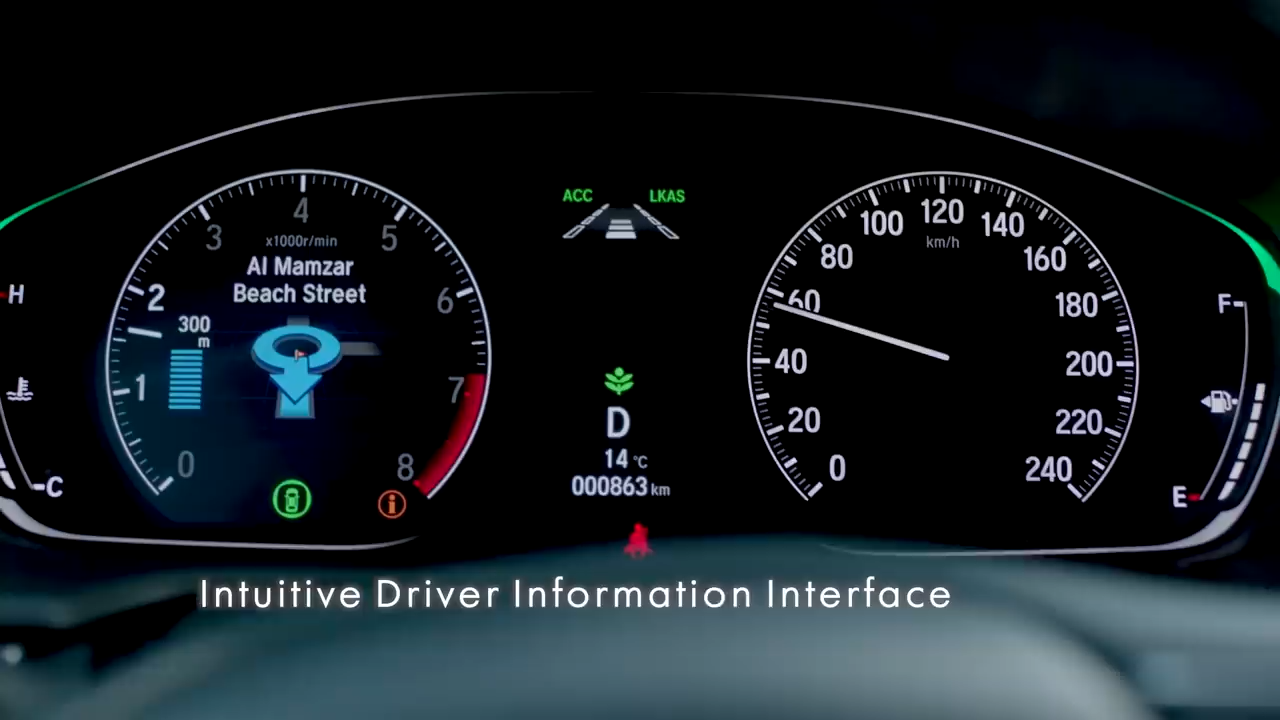 ACC LKAS
0
1
2
3
4
5
6
7
8
x1000r/min
Al Mamzar
Beach Street
300
m
H
C
D
14 °C
000863 km
0
20
40
60
80
100
120
140
160
180
200
220
240
km/h
F
E
Intuitive Driver Information Interface